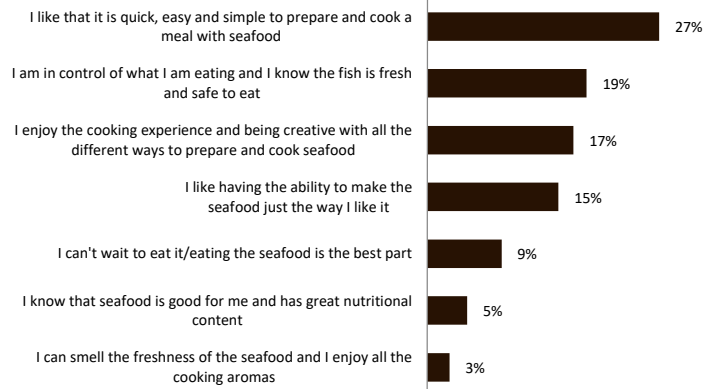 I like that it is quick, easy and simple to prepare and cook a
meal with seafood
27%
I am in control of what I am eating and I know the fish is fresh
and safe to eat
19%
I enjoy the cooking experience and being creative with all the
different ways to prepare and cook seafood
17%
I like having the ability to make the
seafood just the way I like it
15%
I can't wait to eat it/eating the seafood is the best part
9%
I know that seafood is good for me and has great nutritional
content
5%
I can smell the freshness of the seafood and I enjoy all the
cooking aromas
3%